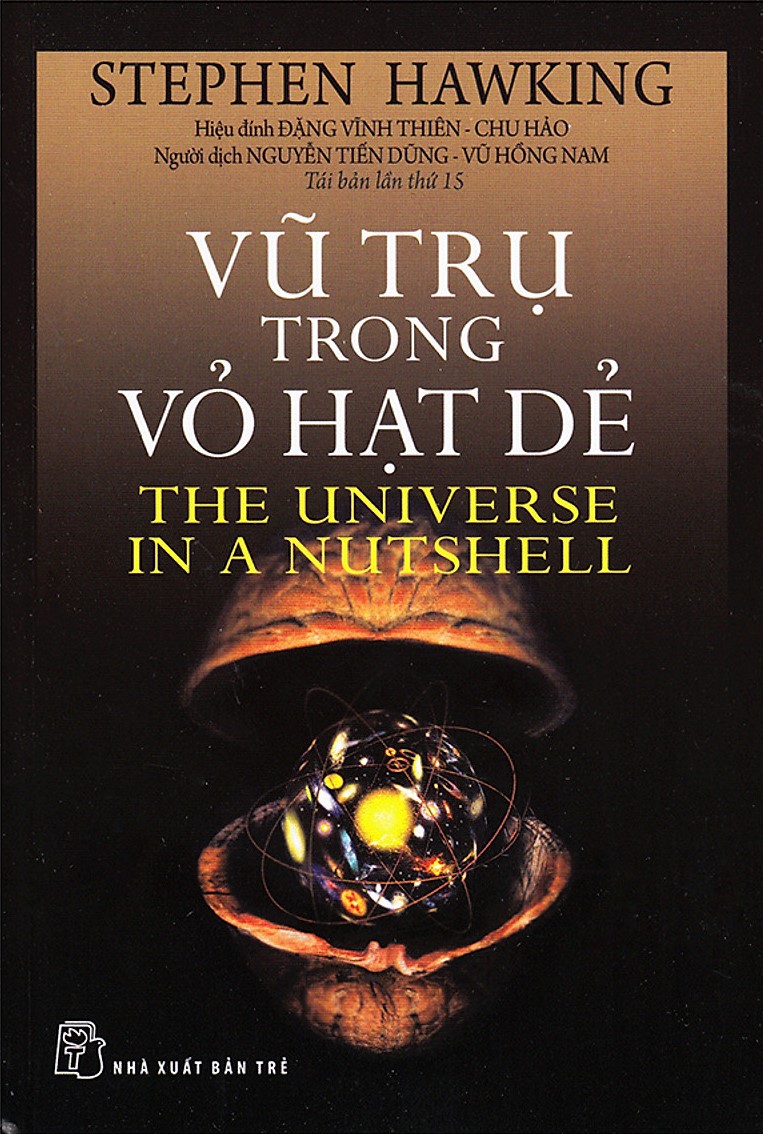 STEPHEN HAWKING
Hiệu đính ĐẶNG VĨNH THIÊN - CHU HẢO
Người dịch NGUYỄN TIẾN DŨNG - VŨ HỒNG NAM
Tái bản lần thứ 15
VŨ TRỤ
TRONG
VỎ HẠT DẺ
THE UNIVERSE
IN A NUTSHELL
T
NHÀ XUẤT BẢN TRẺ